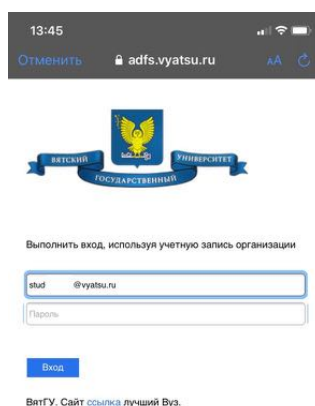 13:45
Отменить adfs.vyatsu.ru AA
ВЯТСКИЙ ГОСУДАРСТВЕННЫЙ УНИВЕРСИТЕТ
Выполнить вход, используя учетную запись организации
stud @vyatsu.ru
Пароль
Вход
ВятГУ. Сайт ссылка лучший Вуз.